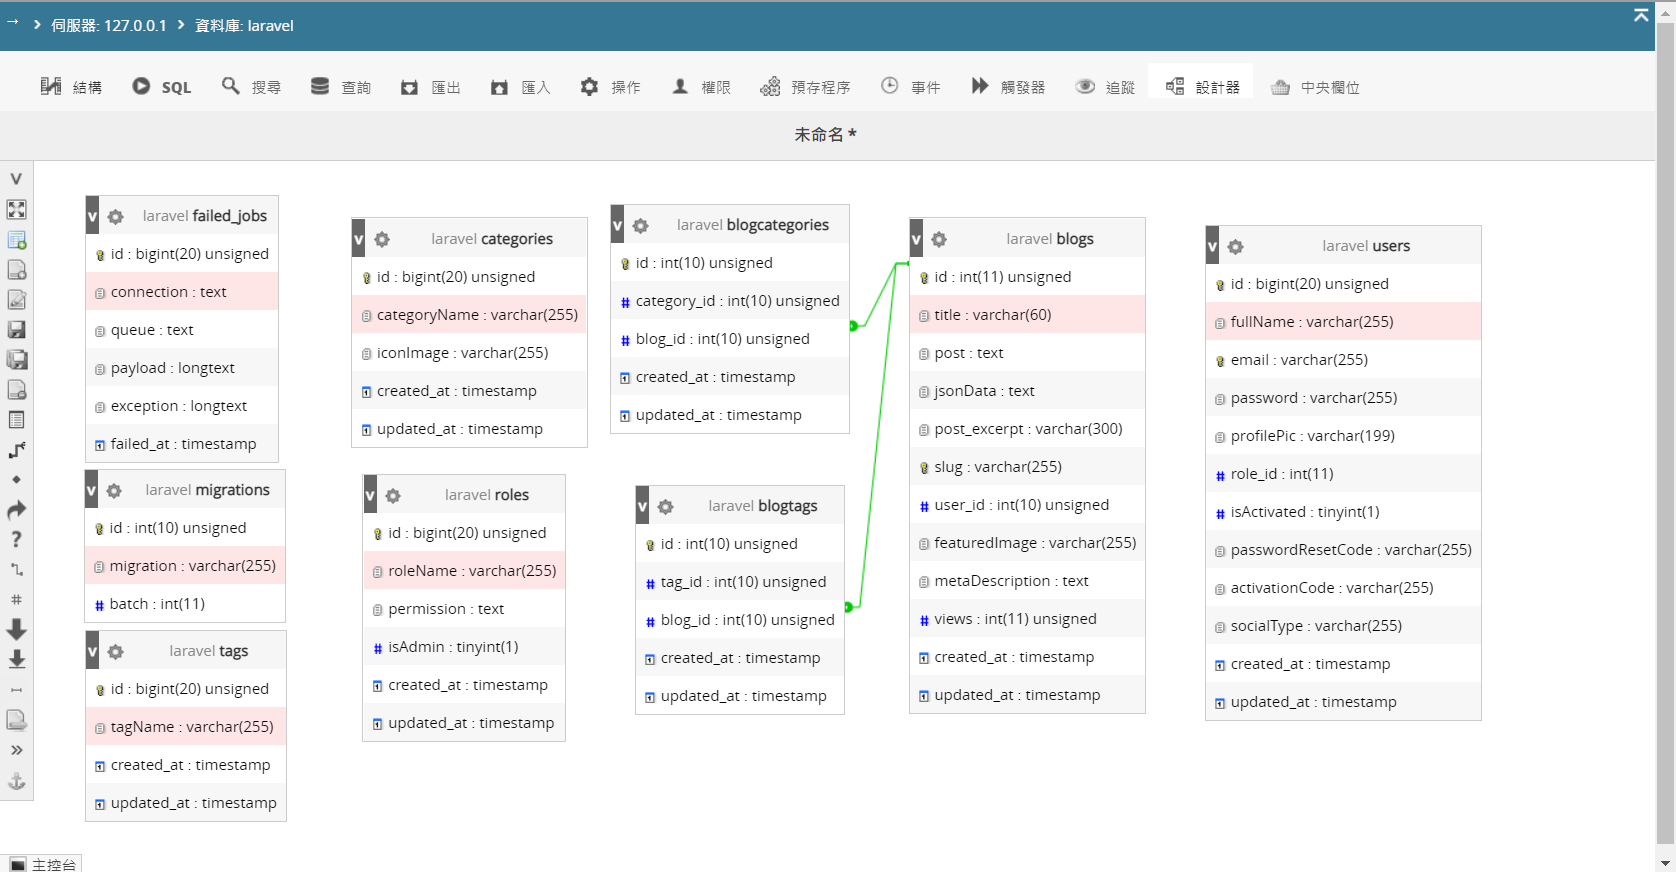 伺服器: 127.0.0.1 資料庫: laravel
結構 SQL 搜尋 查詢 匯出 匯入 操作 權限 預存程序 事件 觸發器 追蹤 設計器 中央欄位
未命名 *
v laravel failed_jobs
id : bigint(20) unsigned
connection : text
queue : text
payload : longtext
exception : longtext
failed_at : timestamp
v laravel migrations
id : int(10) unsigned
migration : varchar(255)
batch : int(11)
v laravel tags
id : bigint(20) unsigned
tagName : varchar(255)
created_at : timestamp
updated_at : timestamp
v laravel categories
id : bigint(20) unsigned
categoryName : varchar(255)
iconImage : varchar(255)
created_at : timestamp
updated_at : timestamp
v laravel roles
id : bigint(20) unsigned
roleName : varchar(255)
permission : text
isAdmin : tinyint(1)
created_at : timestamp
updated_at : timestamp
v laravel blogcategories
id : int(10) unsigned
category_id : int(10) unsigned
blog_id : int(10) unsigned
created_at : timestamp
updated_at : timestamp
v laravel blogtags
id : int(10) unsigned
tag_id : int(10) unsigned
blog_id : int(10) unsigned
created_at : timestamp
updated_at : timestamp
v laravel blogs
id : int(11) unsigned
title : varchar(60)
post : text
jsonData : text
post_excerpt : varchar(300)
slug : varchar(255)
user_id : int(10) unsigned
featuredImage : varchar(255)
metaDescription : text
views : int(11) unsigned
created_at : timestamp
updated_at : timestamp
v laravel users
id : bigint(20) unsigned
fullName : varchar(255)
email : varchar(255)
password : varchar(255)
profilePic : varchar(199)
role_id : int(11)
isActivated : tinyint(1)
passwordResetCode : varchar(255)
activationCode : varchar(255)
socialType : varchar(255)
created_at : timestamp
updated_at : timestamp
主控台